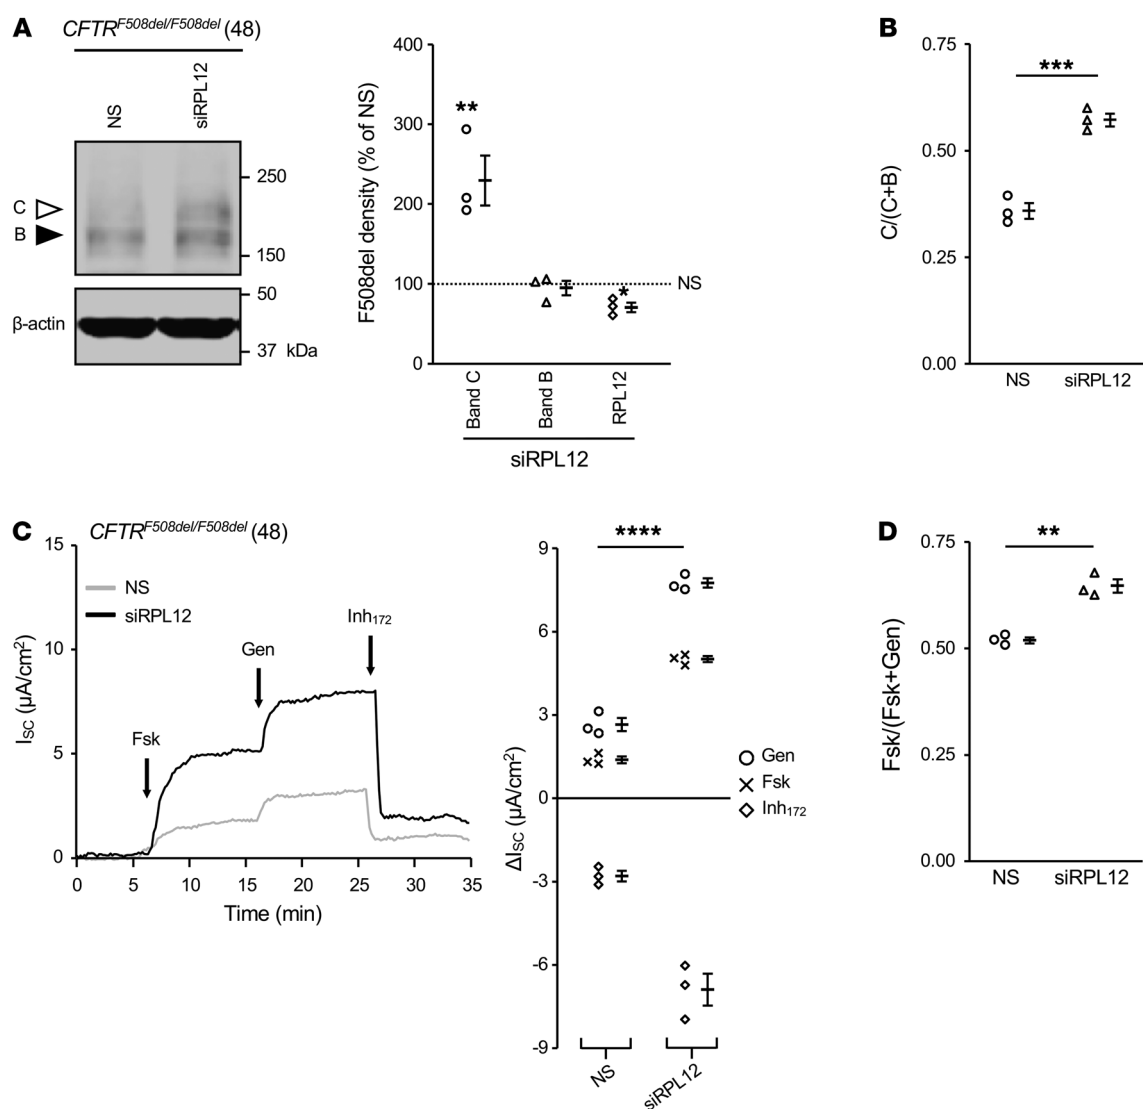 A
CFTR^F508del/F508del (48)
NS
siRPL12
250
C
B
150
50
β-actin
37 kDa
F508del density (% of NS)
400
300
200
100
0
**
*
NS
Band C
Band B
RPL12
siRPL12
B
C/(C+B)
0.75
0.50
0.25
0.00
***
NS
siRPL12
C
CFTR^F508del/F508del (48)
I_SC (μA/cm²)
15
10
5
0
NS
siRPL12
Fsk
Gen
Inh₁₇₂
0 5 10 15 20 25 30 35
Time (min)
ΔI_SC (μA/cm²)
9
6
3
0
-3
-6
-9
****
Gen
Fsk
Inh₁₇₂
NS
siRPL12
D
Fsk/(Fsk+Gen)
0.75
0.50
0.25
0.00
**
NS
siRPL12